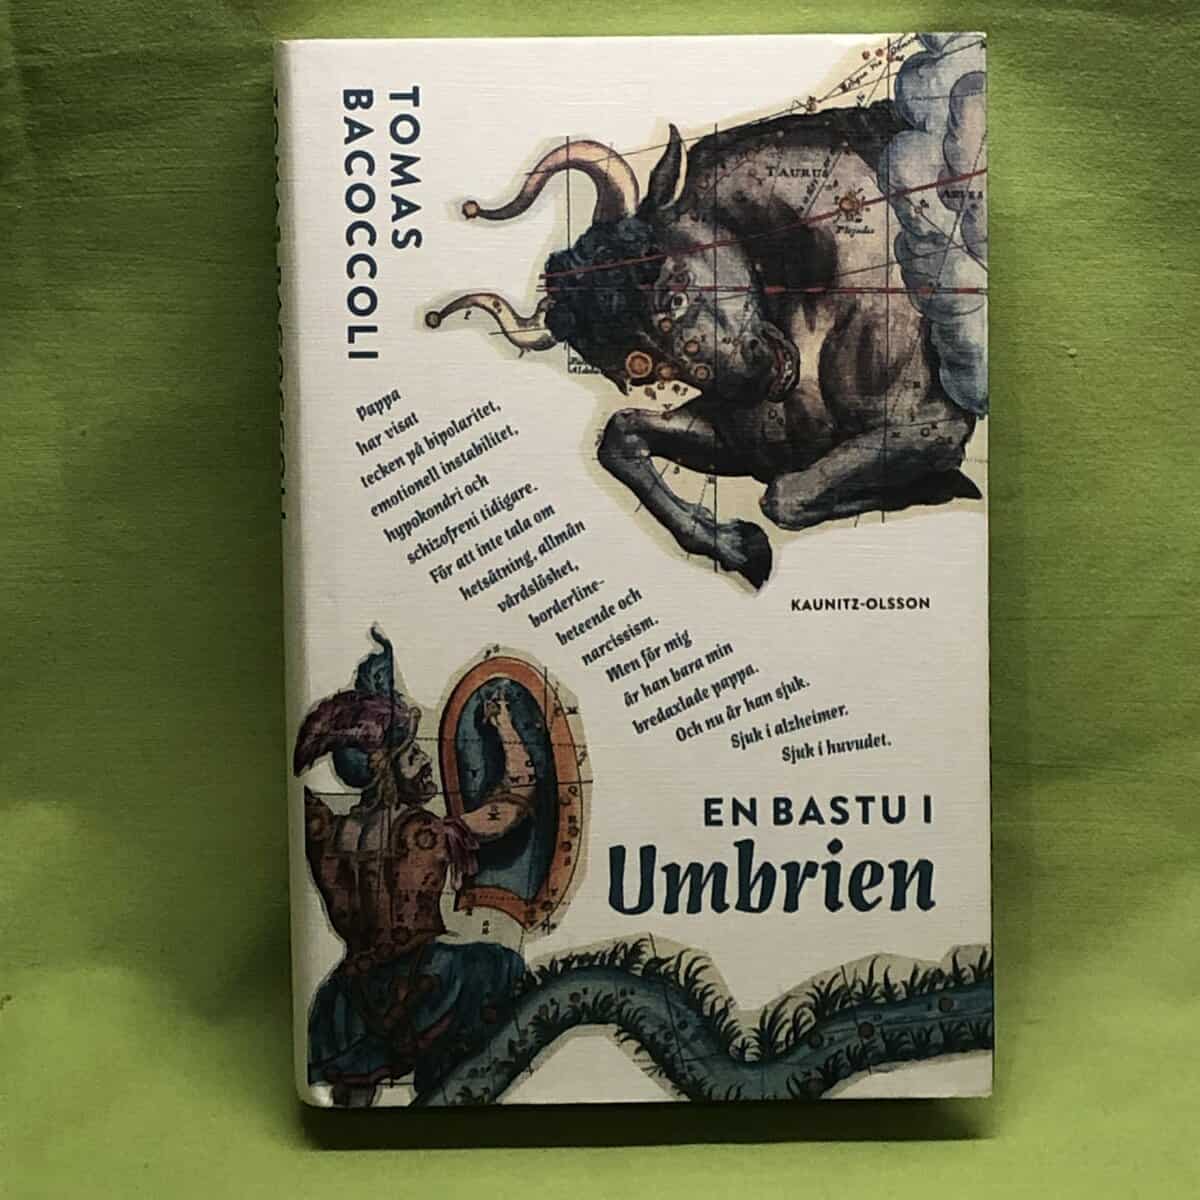 TOMAS
BACOCCOLI
TAURUS
Plejades
Pappa
har visat
tecken på bipolaritet,
emotionell instabilitet,
hypokondri och
schizofreni tidigare.
För att inte tala om
hetsätning, allmän
vårdslöshet,
borderline-
beteende och
narcissism.
Men för mig
är han bara min
bredaxlade pappa.
Och nu är han sjuk.
Sjuk i alzheimer.
Sjuk i huvudet.
KAUNITZ-OLSSON
EN BASTU I
Umbrien